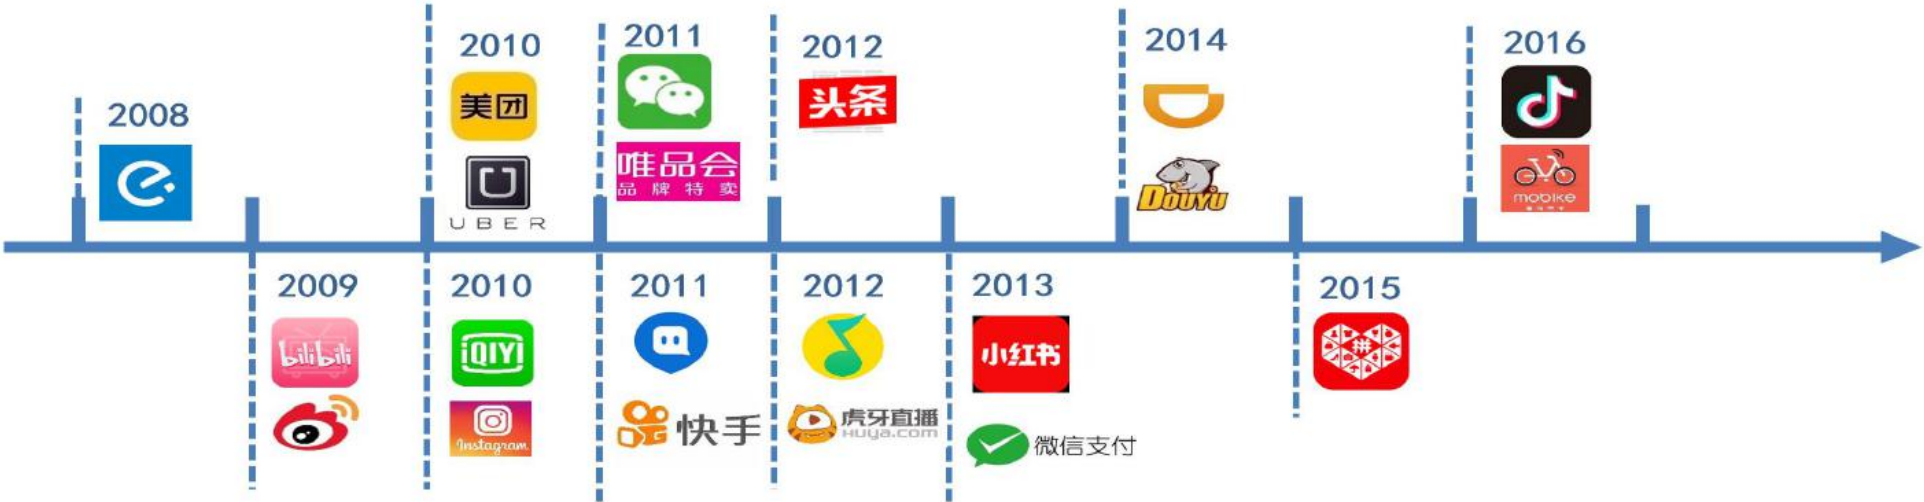 2008
2010
美团
UBER
2011
唯品会
品牌特卖
2012
头条
2014
DOUYU
2016
mobike
2009
bilibili
2010
iQIYI
Instagram
2011
快手
2012
虎牙直播
HUYA.com
2013
小红书
微信支付
2015
拼